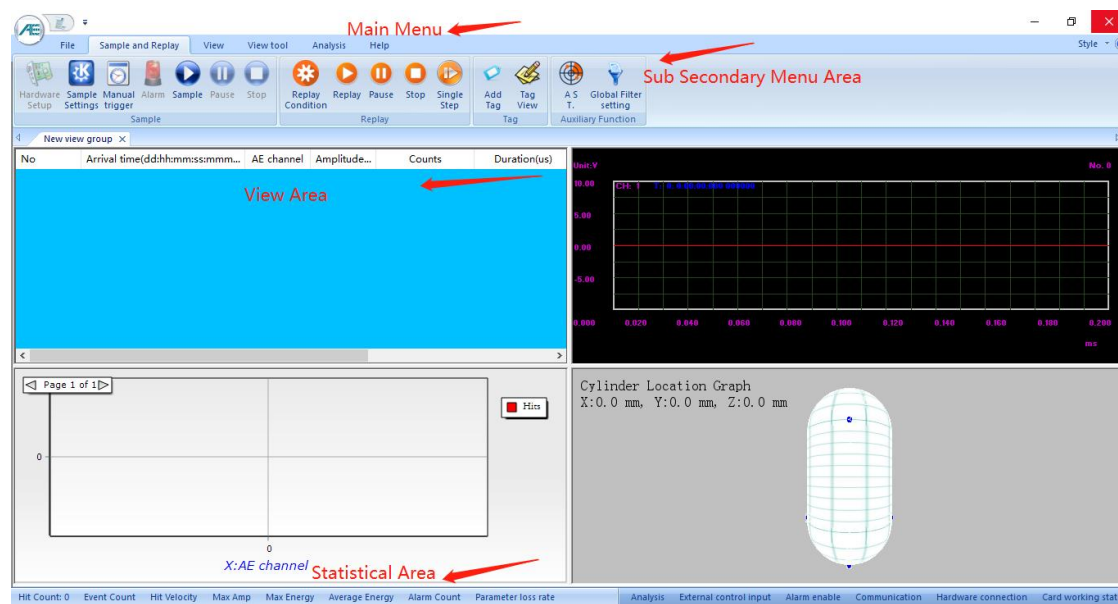 AE
Main Menu
File Sample and Replay View View tool Analysis Help Style
Sub Secondary Menu Area
Hardware Setup
Sample Settings
Manual trigger
Alarm
Sample
Pause
Stop
Replay Condition
Replay
Pause
Stop
Single Step
Add Tag
Tag View
A S T.
Global Filter setting
Sample Replay Tag Auxiliary Function
New view group
No Arrival time(dd:hh:mm:ss:mmm... AE channel Amplitude... Counts Duration(us)
View Area
Unit:V No. 0
10.00
CH: 1
5.00
0.00
-5.00
0.000 0.020 0.040 0.060 0.080 0.100 0.120 0.140 0.160 0.180 0.200
ms
Page 1 of 1
Hits
0
0
X:AE channel
Statistical Area
Cylinder Location Graph
X:0.0 mm, Y:0.0 mm, Z:0.0 mm
Hit Count: 0 Event Count Hit Velocity Max Amp Max Energy Average Energy Alarm Count Parameter loss rate Analysis External control input Alarm enable Communication Hardware connection Card working stat